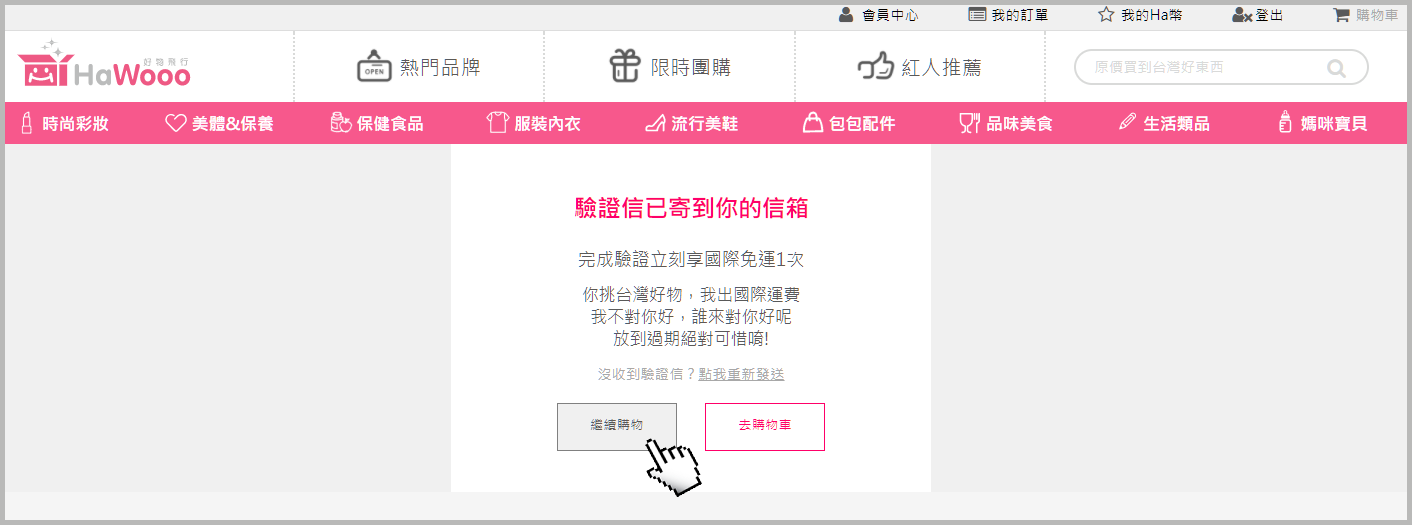 會員中心
我的訂單
我的Ha幣
登出
購物車
好物飛行
HaWooo
OPEN
熱門品牌
限時團購
紅人推薦
原價買到台灣好東西
時尚彩妝
美體&保養
保健食品
服裝內衣
流行美鞋
包包配件
品味美食
生活類品
媽咪寶貝
驗證信已寄到你的信箱
完成驗證立刻享國際免運1次
你挑台灣好物，我出國際運費
我不對你好，誰來對你好呢
放到過期絕對可惜唷!
沒收到驗證信？點我重新發送
繼續購物
去購物車